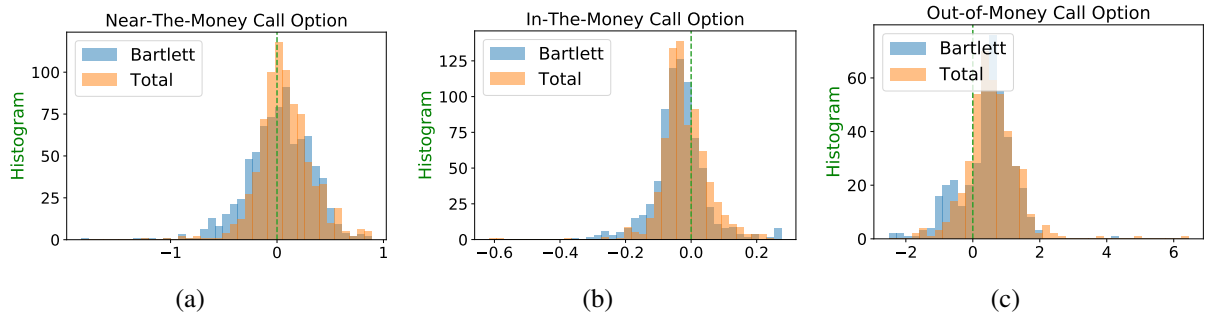 Near-The-Money Call Option
Bartlett
Total
Histogram
100
75
50
25
0
−1
0
1
(a)
In-The-Money Call Option
Bartlett
Total
Histogram
125
100
75
50
25
0
−0.6
−0.4
−0.2
0.0
0.2
(b)
Out-of-Money Call Option
Bartlett
Total
Histogram
60
40
20
0
−2
0
2
4
6
(c)